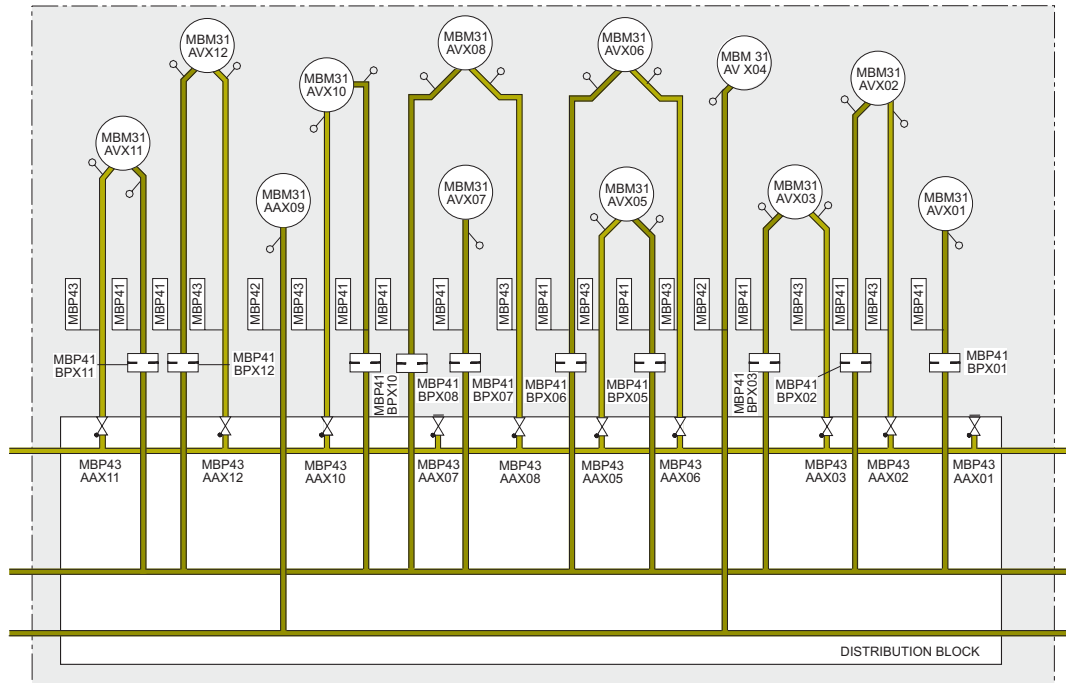 MBM31
AVX12
MBM31
AVX08
MBM31
AVX06
MBM31
AVX10
MBM 31
AV X04
MBM31
AVX02
MBM31
AVX11
MBM31
AAX09
MBM31
AVX07
MBM31
AVX05
MBM31
AVX03
MBM31
AVX01
MBP43
MBP41
MBP41
MBP43
MBP42
MBP43
MBP41
MBP41
MBP41
MBP43
MBP41
MBP43
MBP41
MBP43
MBP42
MBP41
MBP43
MBP41
MBP43
MBP41
MBP41
BPX11
MBP41
BPX12
MBP41
BPX10
MBP41
BPX08
MBP41
BPX07
MBP41
BPX06
MBP41
BPX05
MBP41
BPX03
MBP41
BPX02
MBP41
BPX01
MBP43
AAX11
MBP43
AAX12
MBP43
AAX10
MBP43
AAX07
MBP43
AAX08
MBP43
AAX05
MBP43
AAX06
MBP43
AAX03
MBP43
AAX02
MBP43
AAX01
DISTRIBUTION BLOCK